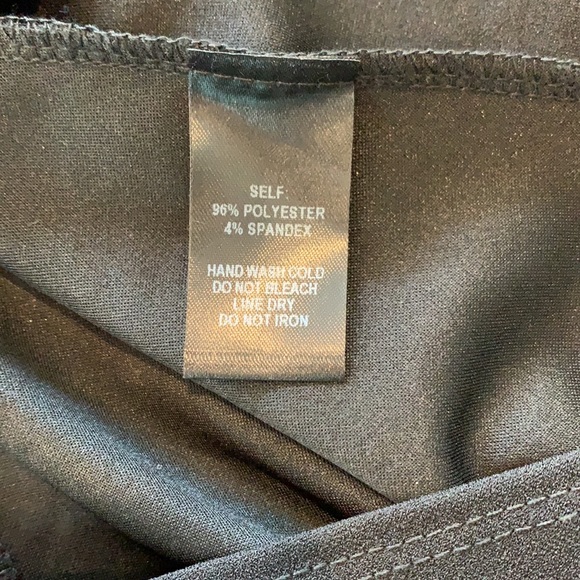 SELF:
96% POLYESTER
4% SPANDEX
HAND WASH COLD
DO NOT BLEACH
LINE DRY
DO NOT IRON